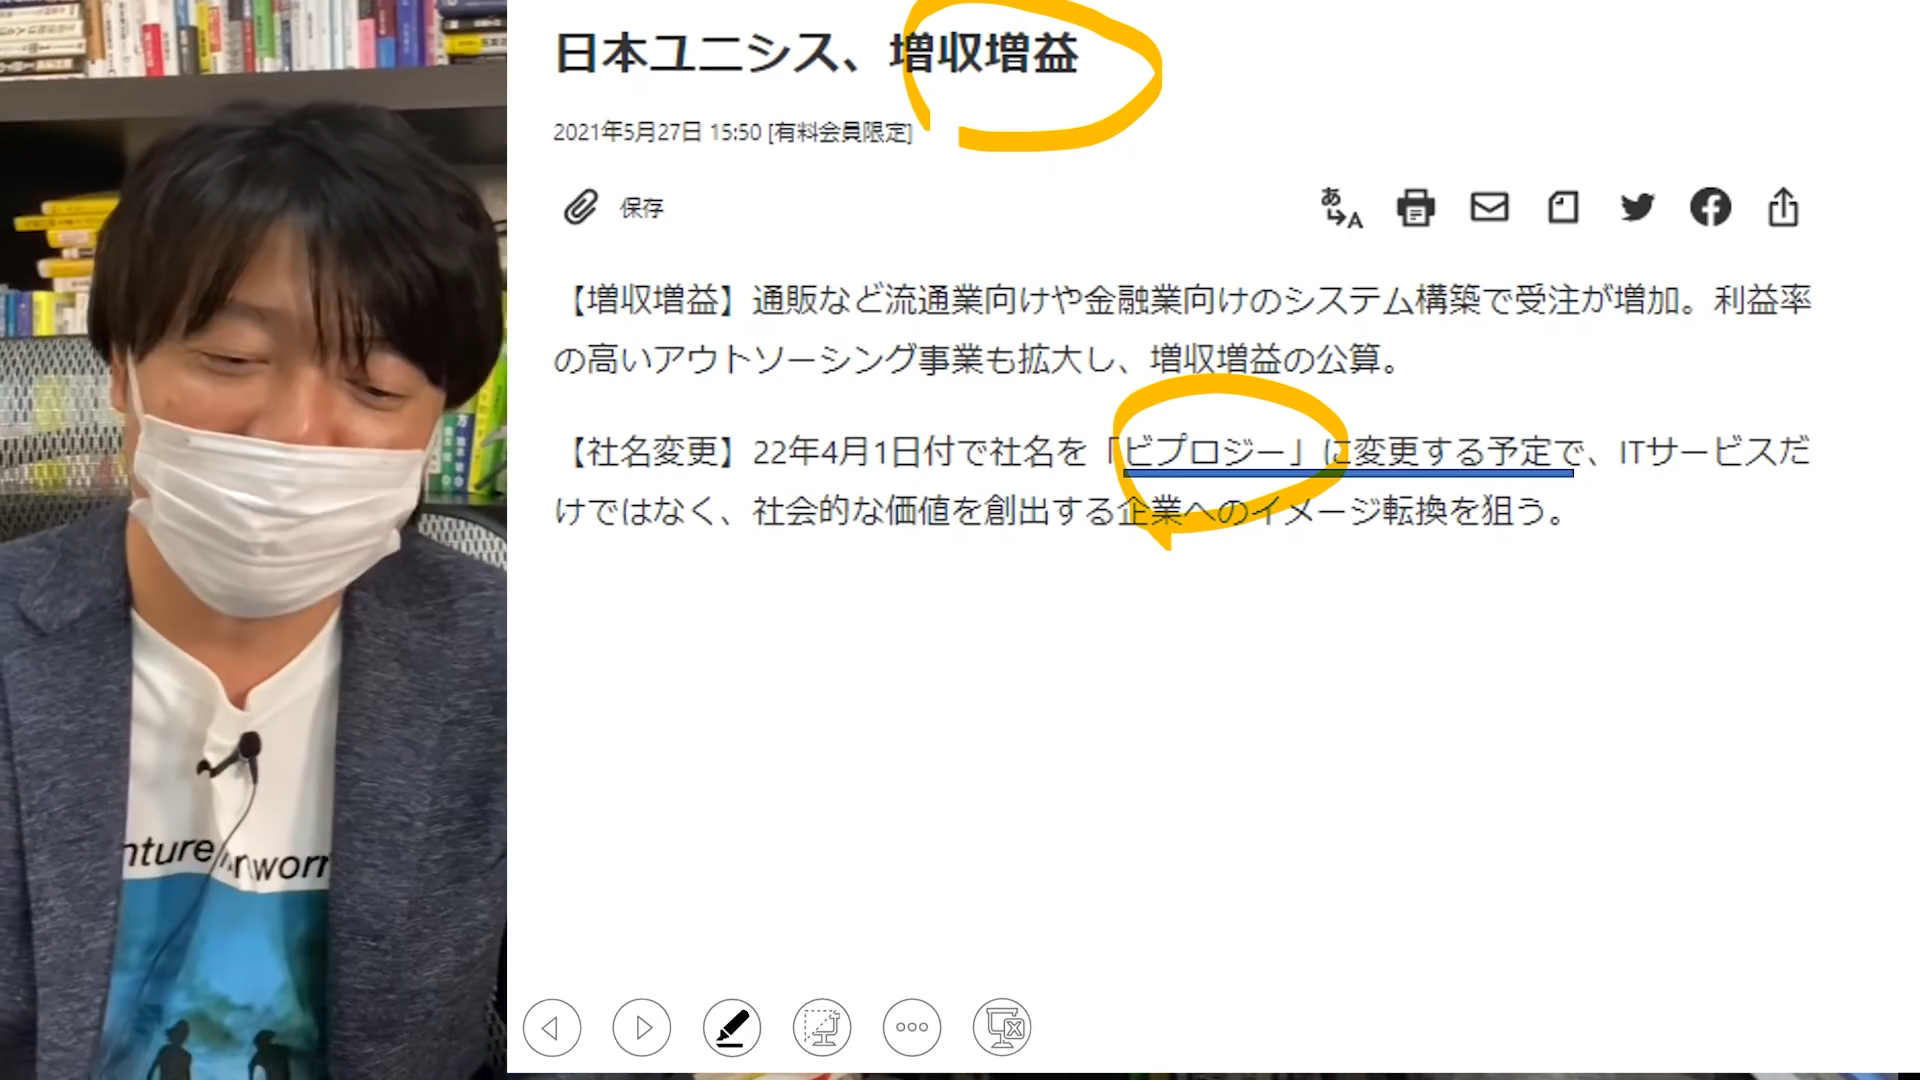 日本ユニシス、増収増益
2021年5月27日 15:50 [有料会員限定]
保存
あ
A
【増収増益】通販など流通業向けや金融業向けのシステム構築で受注が増加。利益率
の高いアウトソーシング事業も拡大し、増収増益の公算。
【社名変更】22年4月1日付で社名を「ビプロジー」に変更する予定で、ITサービスだ
けではなく、社会的な価値を創出する企業へのイメージ転換を狙う。